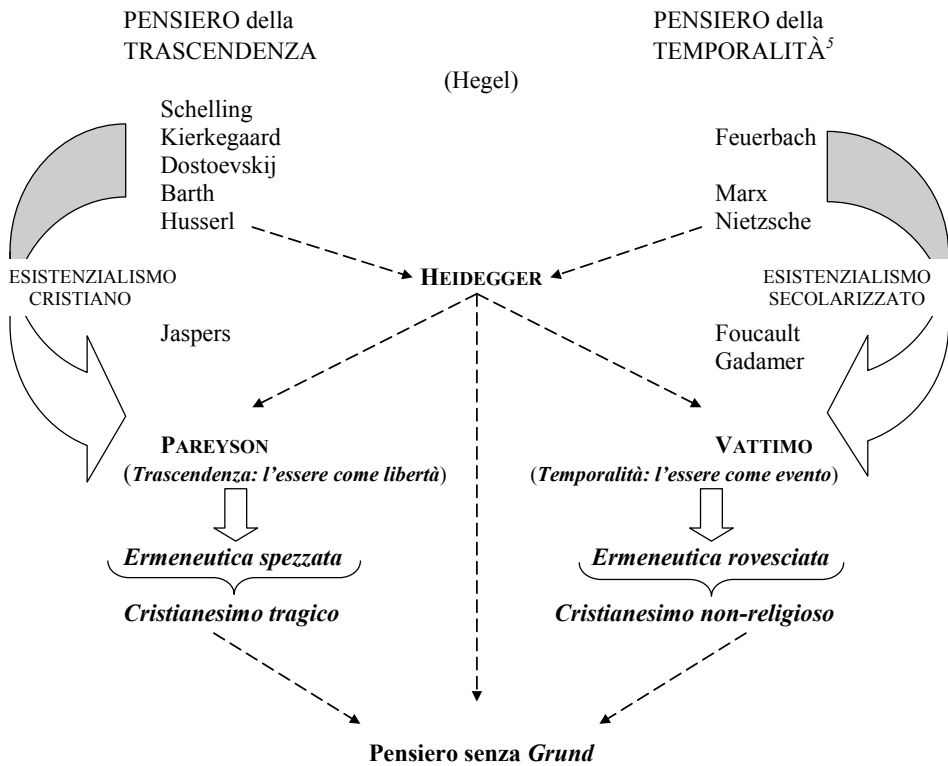 PENSIERO della
TRASCENDENZA
PENSIERO della
TEMPORALITÀ5
(Hegel)
Schelling
Kierkegaard
Dostoevskij
Barth
Husserl
Feuerbach
Marx
Nietzsche
HEIDEGGER
ESISTENZIALISMO
CRISTIANO
ESISTENZIALISMO
SECOLARIZZATO
Jaspers
Foucault
Gadamer
PAREYSON
(Trascendenza: l'essere come libertà)
VATTIMO
(Temporalità: l'essere come evento)
Ermeneutica spezzata
Ermeneutica rovesciata
Cristianesimo tragico
Cristianesimo non-religioso
Pensiero senza Grund